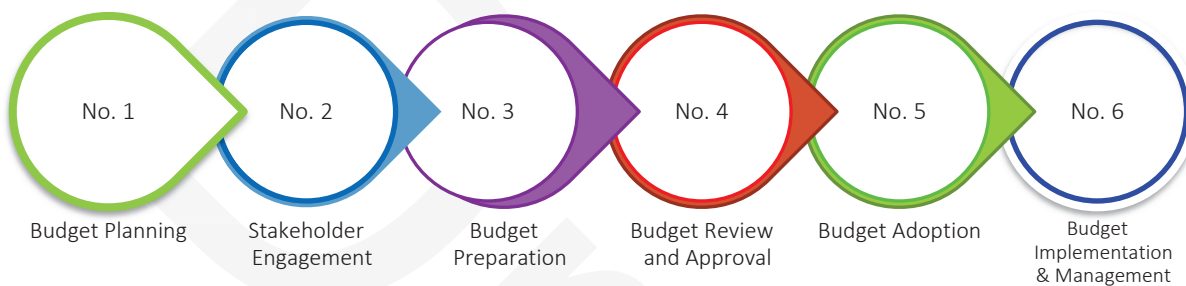 No. 1
No. 2
No. 3
No. 4
No. 5
No. 6
Budget Planning
Stakeholder
Engagement
Budget
Preparation
Budget Review
and Approval
Budget Adoption
Budget
Implementation
& Management